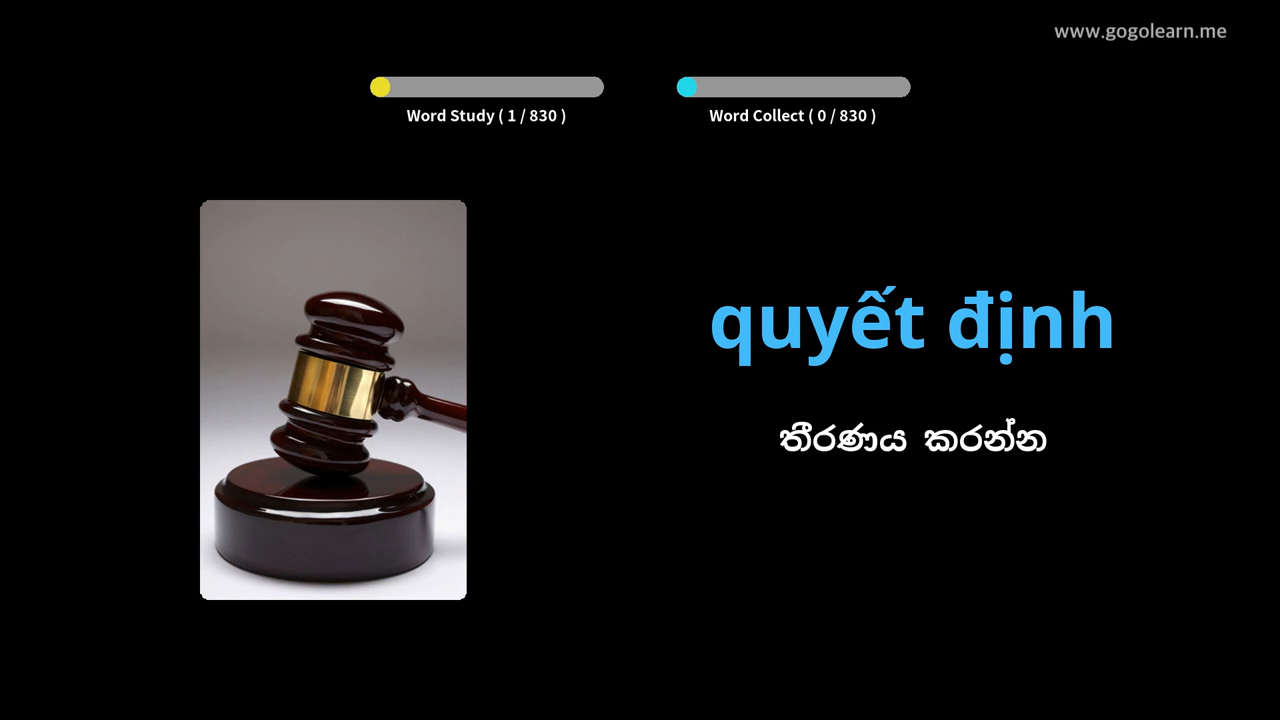 www.gogolearn.me
Word Study ( 1 / 830 )
Word Collect ( 0 / 830 )
quyết định
තීරණය කරන්න